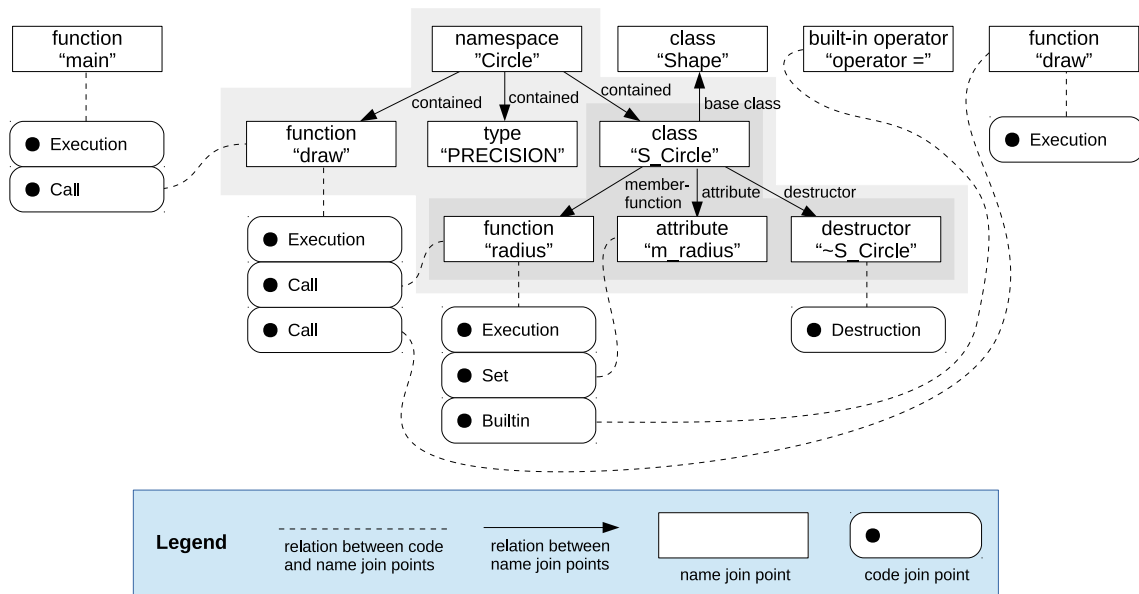 function
“main”
namespace
”Circle”
class
“Shape”
built-in operator
“operator =”
function
“draw”
contained
contained
contained
base class
Execution
Call
function
“draw”
type
“PRECISION”
class
“S_Circle”
Execution
member-
function
attribute
destructor
Execution
Call
Call
function
“radius”
attribute
“m_radius”
destructor
“~S_Circle”
Execution
Set
Builtin
Destruction
Legend
relation between code
and name join points
relation between
name join points
name join point
code join point